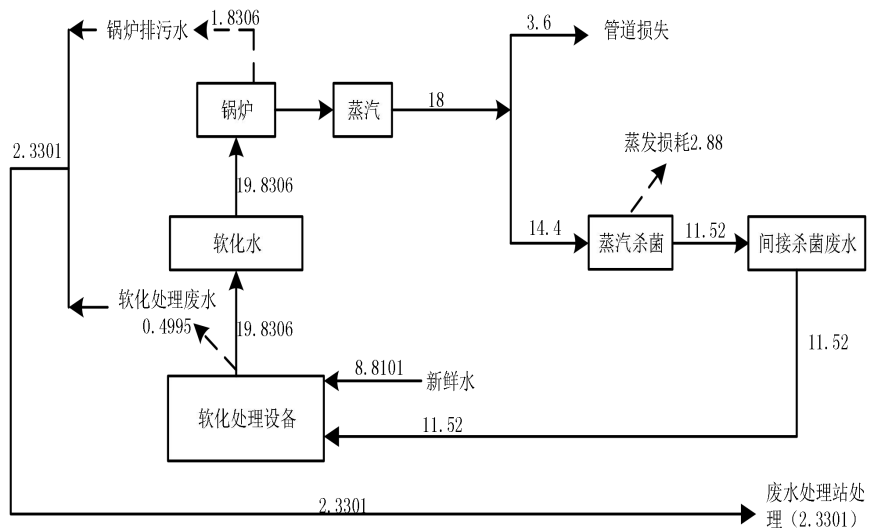 1.8306
锅炉排污水
3.6
管道损失
锅炉
蒸汽
18
2.3301
蒸发损耗2.88
19.8306
14.4
软化水
蒸汽杀菌
11.52
间接杀菌废水
软化处理废水
0.4995
19.8306
11.52
8.8101
新鲜水
软化处理设备
11.52
2.3301
废水处理站处
理（2.3301）